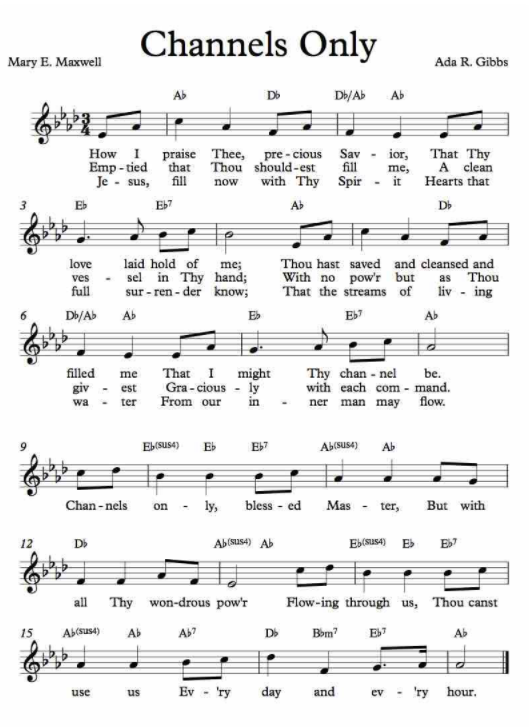 Channels Only
Mary E. Maxwell Ada R. Gibbs
A♭ D♭ D♭/A♭ A♭
3
4
How I praise Thee, pre - cious Sav - ior, That Thy
Emp - tied that Thou should - est fill me, A clean
Je - sus, fill now with Thy Spir - it Hearts that
3 E♭ E♭7 A♭ D♭
love laid hold of me; Thou hast saved and cleansed and
ves - sel in Thy hand; With no pow'r but as Thou
full sur - ren - der know; That the streams of liv - ing
6 D♭/A♭ A♭ E♭ E♭7 A♭
filled me That I might Thy chan - nel be.
giv - est Gra - cious - ly with each com - mand.
wa - ter From our in - ner man may flow.
9 E♭(sus4) E♭ E♭7 A♭(sus4) A♭
Chan - nels on - ly, bless - ed Mas - ter, But with
12 D♭ A♭(sus4) A♭ E♭(sus4) E♭ E♭7
all Thy won - drous pow'r Flow - ing through us, Thou canst
15 A♭(sus4) A♭ A♭7 D♭ B♭m7 E♭7 A♭
use us Ev - 'ry day and ev - 'ry hour.